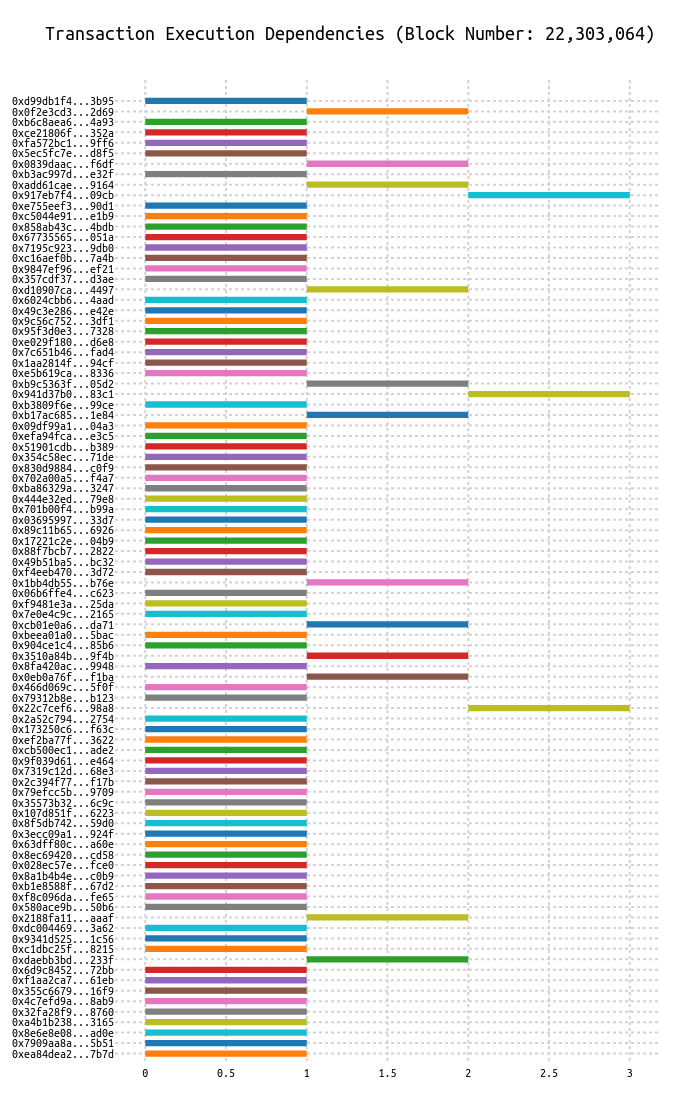 Transaction Execution Dependencies (Block Number: 22,303,064)
0xd99db1f4...3b95
0x0f2e3cd3...2d69
0xb6c8aea6...4a93
0xce21806f...352a
0xfa572bc1...9ff6
0x5ec5fc7e...d8f5
0x0839daac...f6df
0xb3ac997d...e32f
0xadd61cae...9164
0x917eb7f4...09cb
0xe755eef3...90d1
0xc5044e91...e1b9
0x858ab43c...4bdb
0x67735565...051a
0x7195c923...9db0
0xc16aef0b...7a4b
0x9847ef96...ef21
0x357cdf37...d3ae
0xd10907ca...4497
0x6024cbb6...4aad
0x49c3e286...e42e
0x9c56c752...3df1
0x95f3d0e3...7328
0xe029f180...d6e8
0x7c651b46...fad4
0x1aa2814f...94cf
0xe5b619ca...8336
0xb9c5363f...05d2
0x941d37b0...83c1
0xb3809f6e...99ce
0xb17ac685...1e84
0x09df99a1...04a3
0xefa94fca...e3c5
0x51901cdb...b389
0x354c58ec...71de
0x830d9884...c0f9
0x702a00a5...f4a7
0xba86329a...3247
0x444e32ed...79e8
0x701b00f4...b99a
0x03695997...33d7
0x89c11b65...6926
0x17221c2e...04b9
0x88f7bcb7...2822
0x49b51ba5...bc32
0xf4eeb470...3d72
0x1bb4db55...b76e
0x06b6ffe4...c623
0xf9481e3a...25da
0x7e0e4c9c...2165
0xcb01e0a6...da71
0xbeea01a0...5bac
0x904ce1c4...85b6
0x3510a84b...9f4b
0x8fa420ac...9948
0x0eb0a76f...f1ba
0x466d069c...5f0f
0x79312b8e...b123
0x22c7cef6...98a8
0x2a52c794...2754
0x173250c6...f63c
0xef2ba77f...3622
0xcb500ec1...ade2
0x9f039d61...e464
0x7319c12d...68e3
0x2c394f77...f17b
0x79efcc5b...9709
0x35573b32...6c9c
0x107d851f...6223
0x8f5db742...59d0
0x3ecc09a1...924f
0x63dff80c...a60e
0x8ec69420...cd58
0x028ec57e...fce0
0x8a1b4b4e...c0b9
0xb1e8588f...67d2
0xf8c096da...fe65
0x580ace9b...50b6
0x2188fa11...aaaf
0xdc004469...3a62
0x9341d525...1c56
0xc1dbc25f...8215
0xdaebb3bd...233f
0x6d9c8452...72bb
0xf1aa2ca7...61eb
0x355c6679...16f9
0x4c7efd9a...8ab9
0x32fa28f9...8760
0xa4b1b238...3165
0x8e6e8e08...ad0e
0x7909aa8a...5b51
0xea84dea2...7b7d
0 0.5 1 1.5 2 2.5 3